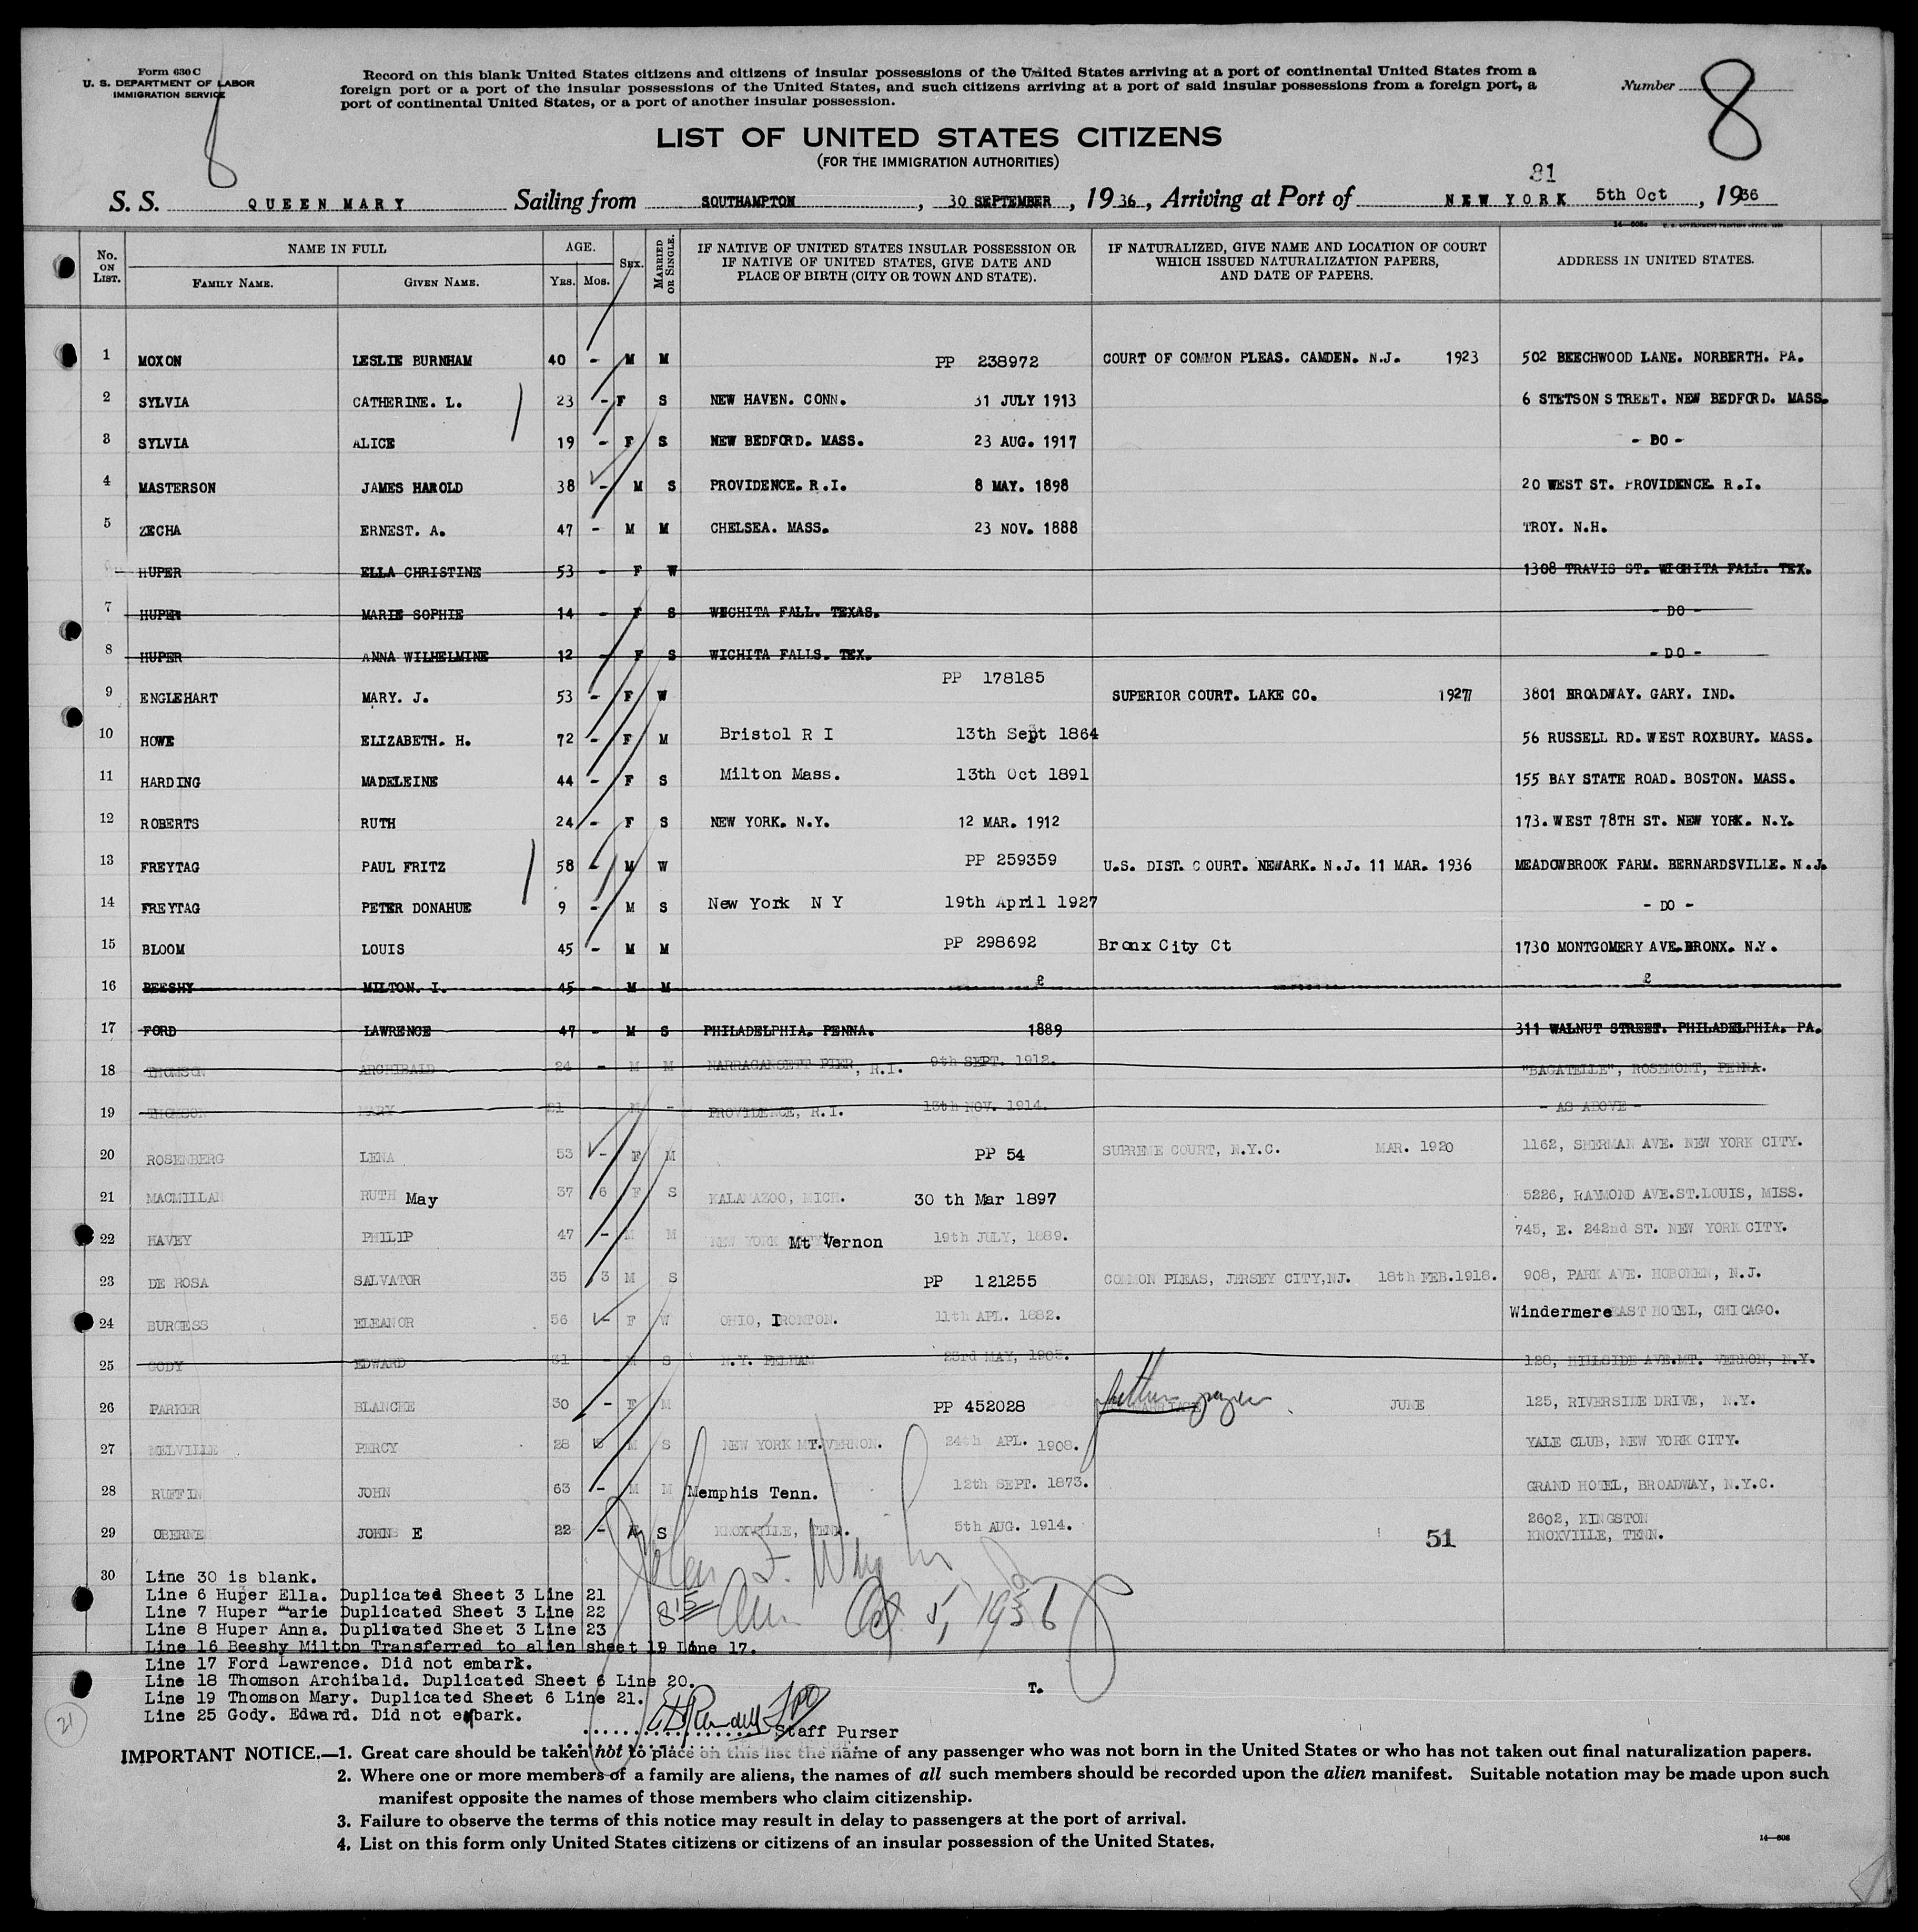 Form 630 C
U. S. DEPARTMENT OF LABOR
IMMIGRATION SERVICE
8
Record on this blank United States citizens and citizens of insular possessions of the United States arriving at a port of continental United States from a
foreign port or a port of the insular possessions of the United States, and such citizens arriving at a port of said insular possessions from a foreign port, a
port of continental United States, or a port of another insular possession.
Number 8
LIST OF UNITED STATES CITIZENS
(FOR THE IMMIGRATION AUTHORITIES)
81
S. S. QUEEN MARY Sailing from SOUTHAMPTON, 30 SEPTEMBER, 1936, Arriving at Port of NEW YORK 5th Oct, 1936
No. ON LIST. NAME IN FULL FAMILY NAME. GIVEN NAME. AGE. YRS. MOS. SEX. MARRIED OR SINGLE. IF NATIVE OF UNITED STATES INSULAR POSSESSION OR IF NATIVE OF UNITED STATES, GIVE DATE AND PLACE OF BIRTH (CITY OR TOWN AND STATE). IF NATURALIZED, GIVE NAME AND LOCATION OF COURT WHICH ISSUED NATURALIZATION PAPERS, AND DATE OF PAPERS. ADDRESS IN UNITED STATES.
1 MOXON LESLIE BURNHAM 40 - M M PP 238972 COURT OF COMMON PLEAS. CAMDEN. N.J. 1923 502 BEECHWOOD LANE. NORBERTH. PA.
2 SYLVIA CATHERINE. L. 23 - F S NEW HAVEN. CONN. 31 JULY 1913 6 STETSON STREET. NEW BEDFORD. MASS.
3 SYLVIA ALICE 19 - F S NEW BEDFORD. MASS. 23 AUG. 1917 - DO -
4 MASTERSON JAMES HAROLD 38 - M S PROVIDENCE. R.I. 8 MAY. 1898 20 WEST ST. PROVIDENCE. R.I.
5 ZECHA ERNEST. A. 47 - M M CHELSEA. MASS. 23 NOV. 1888 TROY. N.H.
HUPER ELLA CHRISTINE 53 - F W 1308 TRAVIS ST. WICHITA FALL. TEX.
7 HUPER MARIE SOPHIE 14 - F S WECHITA FALL. TEXAS. - DO -
8 HUPER ANNA WILHELMINE 12 - F S WICHITA FALLS. TEX. - DO -
9 ENGLEHART MARY. J. 53 - F W PP 178185 SUPERIOR COURT. LAKE CO. 1927 3801 BROADWAY. GARY. IND.
10 HOWE ELIZABETH. H. 72 - F M Bristol R I 13th Sept 1864 56 RUSSELL RD. WEST ROXBURY. MASS.
11 HARDING MADELEINE 44 - F S Milton Mass. 13th Oct 1891 155 BAY STATE ROAD. BOSTON. MASS.
12 ROBERTS RUTH 24 - F S NEW YORK. N.Y. 12 MAR. 1912 173. WEST 78TH ST. NEW YORK. N.Y.
13 FREYTAG PAUL FRITZ 58 - M W PP 259359 U.S. DIST. COURT. NEWARK. N.J. 11 MAR. 1936 MEADOWBROOK FARM. BERNARDSVILLE. N.J.
14 FREYTAG PETER DONAHUE 9 - M S New York N Y 19th April 1927 - DO -
15 BLOOM LOUIS 45 - M M PP 298692 Bronx City Ct 1730 MONTGOMERY AVE.BRONX. N.Y.
16 BEESHY MILTON. I. 45 - M M
17 FORD LAWRENCE 47 - M S PHILADELPHIA. PENNA. 1889 311 WALNUT STREET. PHILADELPHIA. PA.
18 THOMSON ARCHIBALD 24 - M M NARRAGANSETT PIER, R.I. 9th SEPT. 1912. "BAGATELLE", ROSEMONT, PENNA.
19 THOMSON MARY 21 - PROVIDENCE, R.I. 13th NOV. 1914. - AS ABOVE -
20 ROSENBERG LENA 53 - F M PP 54 SUPREME COURT, N.Y.C. MAR. 1920 1162, SHERMAN AVE. NEW YORK CITY.
21 MACMILLAN RUTH May 37 6 F S KALAMAZOO, MICH. 30 th Mar 1897 5226, RAYMOND AVE.ST.LOUIS, MISS.
22 HAVEY PHILIP 47 - M M NEW YORK Mt Vernon 19th JULY, 1889. 745, E. 242nd ST. NEW YORK CITY.
23 DE ROSA SALVATOR 35 3 M S PP 121255 COMMON PLEAS, JERSEY CITY,NJ. 18th FEB.1918. 908, PARK AVE. HOBOKEN, N.J.
24 BURGESS ELEANOR 56 - F W OHIO, IRONTON. 11th APL. 1882. Windermere EAST HOTEL, CHICAGO.
25 GODY EDWARD 31 - M S N.Y. PELHAM 23rd MAY, 1905. 128, HILLSIDE AVE.MT. VERNON, N.Y.
26 PARKER BLANCHE 30 - F M PP 452028 JUNE 125, RIVERSIDE DRIVE, N.Y.
27 MELVILLE PERCY 28 M S NEW YORK MT.VERNON. 24th APL. 1908. YALE CLUB, NEW YORK CITY.
28 RUFFIN JOHN 63 - M M Memphis Tenn. 12th SEPT. 1873. GRAND HOTEL, BROADWAY, N.Y.C.
29 OBERNE JOHN E 22 - M S KNOXVILLE, TENN. 5th AUG. 1914. 2602, KINGSTON
KNOXVILLE, TENN.
51
30 Line 30 is blank.
Line 6 Huper Ella. Duplicated Sheet 3 Line 21
Line 7 Huper Marie Duplicated Sheet 3 Line 22
Line 8 Huper Anna. Duplicated Sheet 3 Line 23
Oct 5, 1936
Line 16 Beeshy Milton Transferred to alien sheet 19 Line 17.
Line 17 Ford Lawrence. Did not embark.
Line 18 Thomson Archibald. Duplicated Sheet 6 Line 20.
Line 19 Thomson Mary. Duplicated Sheet 6 Line 21.
T.
Line 25 Gody. Edward. Did not embark.
21
Staff Purser
IMPORTANT NOTICE.—1. Great care should be taken not to place on this list the name of any passenger who was not born in the United States or who has not taken out final naturalization papers.
2. Where one or more members of a family are aliens, the names of all such members should be recorded upon the alien manifest. Suitable notation may be made upon such
manifest opposite the names of those members who claim citizenship.
3. Failure to observe the terms of this notice may result in delay to passengers at the port of arrival.
4. List on this form only United States citizens or citizens of an insular possession of the United States.
14—608